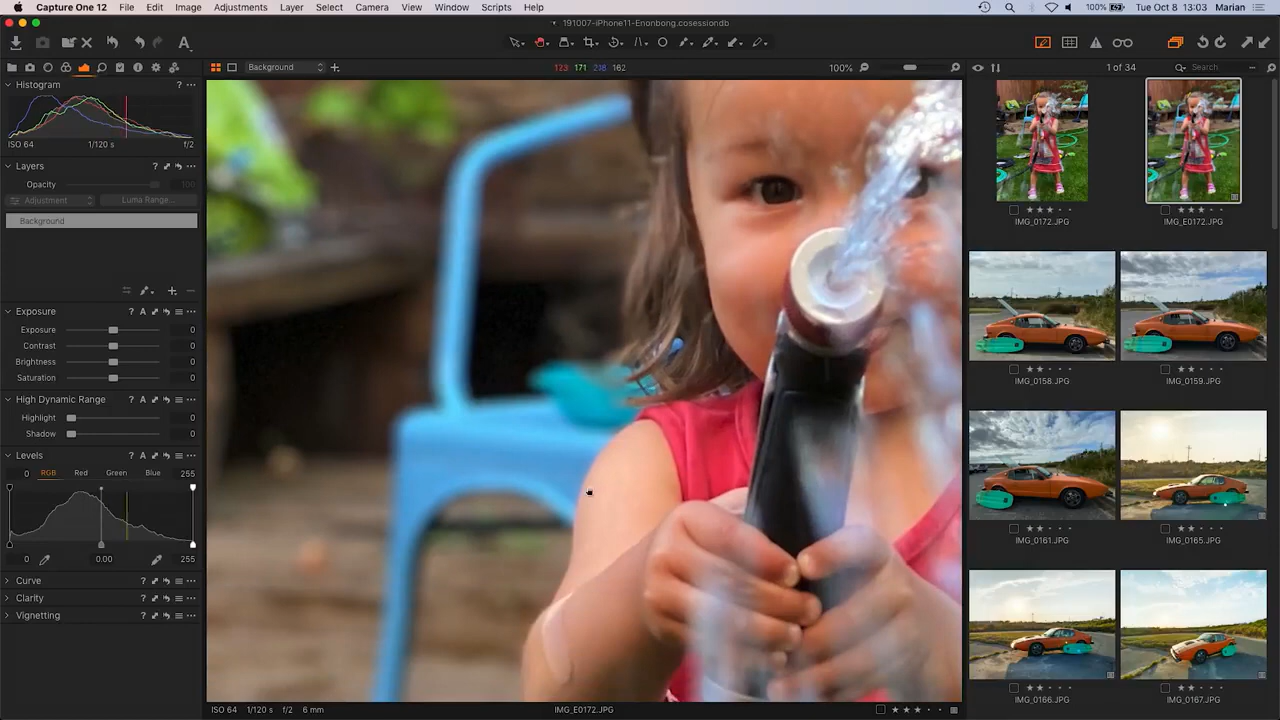 Capture One 12 File Edit Image Adjustments Layer Select Camera View Window Scripts Help 100% Tue Oct 8 13:03 Marian
191007-iPhone11-Enonbong.cosessiondb
A
Background 123 171 218 162 100% 1 of 34 Search
Histogram ?
ISO 64 1/120 s f/2
Layers ?
Opacity 100
Adjustment Luma Range...
Background
Exposure ? A
Exposure 0
Contrast 0
Brightness 0
Saturation 0
High Dynamic Range ? A
Highlight 0
Shadow 0
Levels ? A
0 RGB Red Green Blue 255
0 0.00 255
Curve ?
Clarity ?
Vignetting ?
ISO 64 1/120 s f/2 6 mm IMG_E0172.JPG
IMG_0172.JPG IMG_E0172.JPG
IMG_0158.JPG IMG_0159.JPG
IMG_0161.JPG IMG_0165.JPG
IMG_0166.JPG IMG_0167.JPG